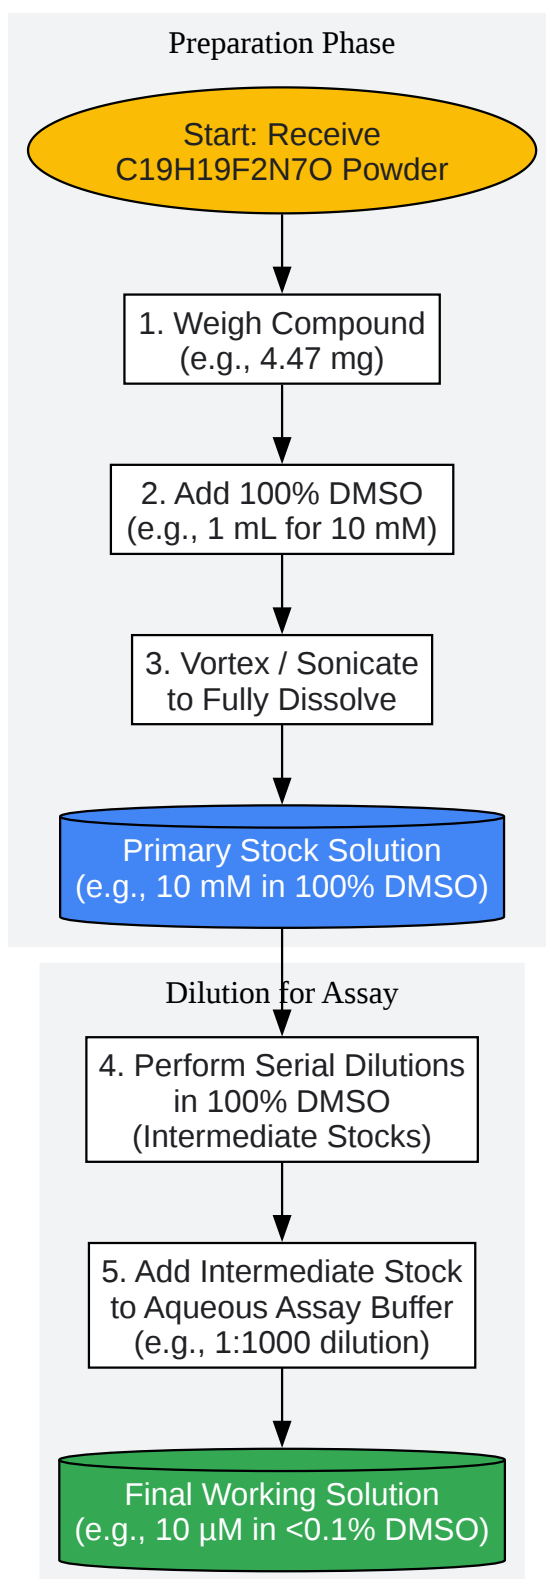 Preparation Phase
Start: Receive
C19H19F2N7O Powder
1. Weigh Compound
(e.g., 4.47 mg)
2. Add 100% DMSO
(e.g., 1 mL for 10 mM)
3. Vortex / Sonicate
to Fully Dissolve
Primary Stock Solution
(e.g., 10 mM in 100% DMSO)
Dilution for Assay
4. Perform Serial Dilutions
in 100% DMSO
(Intermediate Stocks)
5. Add Intermediate Stock
to Aqueous Assay Buffer
(e.g., 1:1000 dilution)
Final Working Solution
(e.g., 10 µM in <0.1% DMSO)